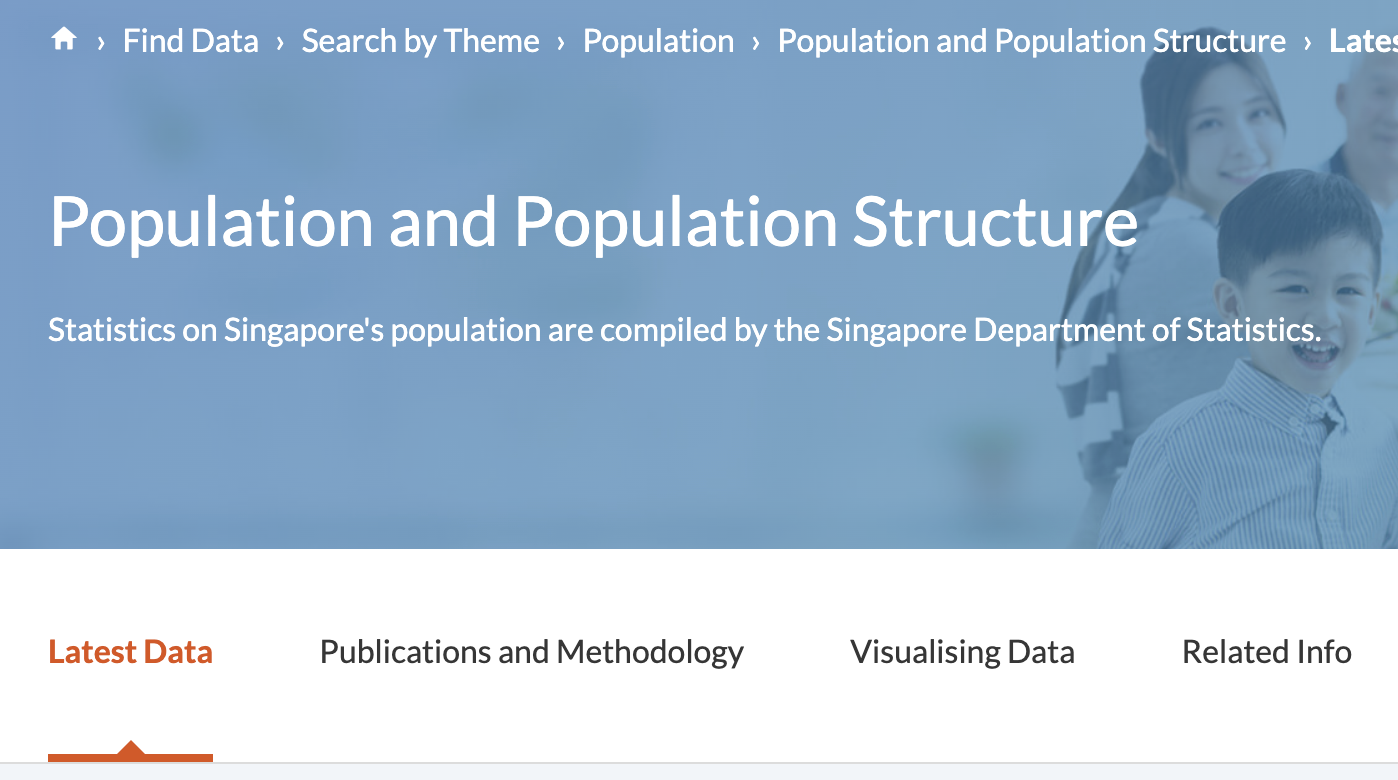 › Find Data › Search by Theme › Population › Population and Population Structure ›
Population and Population Structure
Statistics on Singapore's population are compiled by the Singapore Department of Statistics.
Latest Data Publications and Methodology Visualising Data Related Info